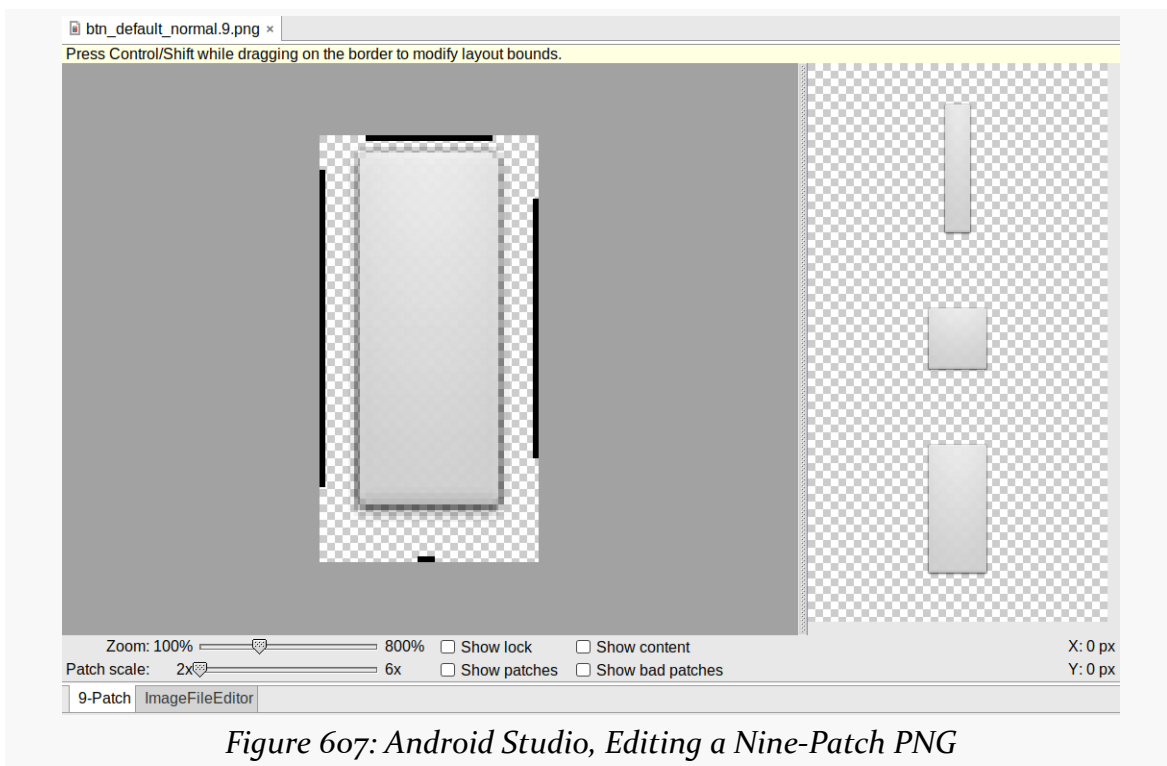 btn_default_normal.9.png ×
Press Control/Shift while dragging on the border to modify layout bounds.
Zoom: 100% 800% Show lock Show content X: 0 px
Patch scale: 2x 6x Show patches Show bad patches Y: 0 px
9-Patch ImageFileEditor
Figure 607: Android Studio, Editing a Nine-Patch PNG